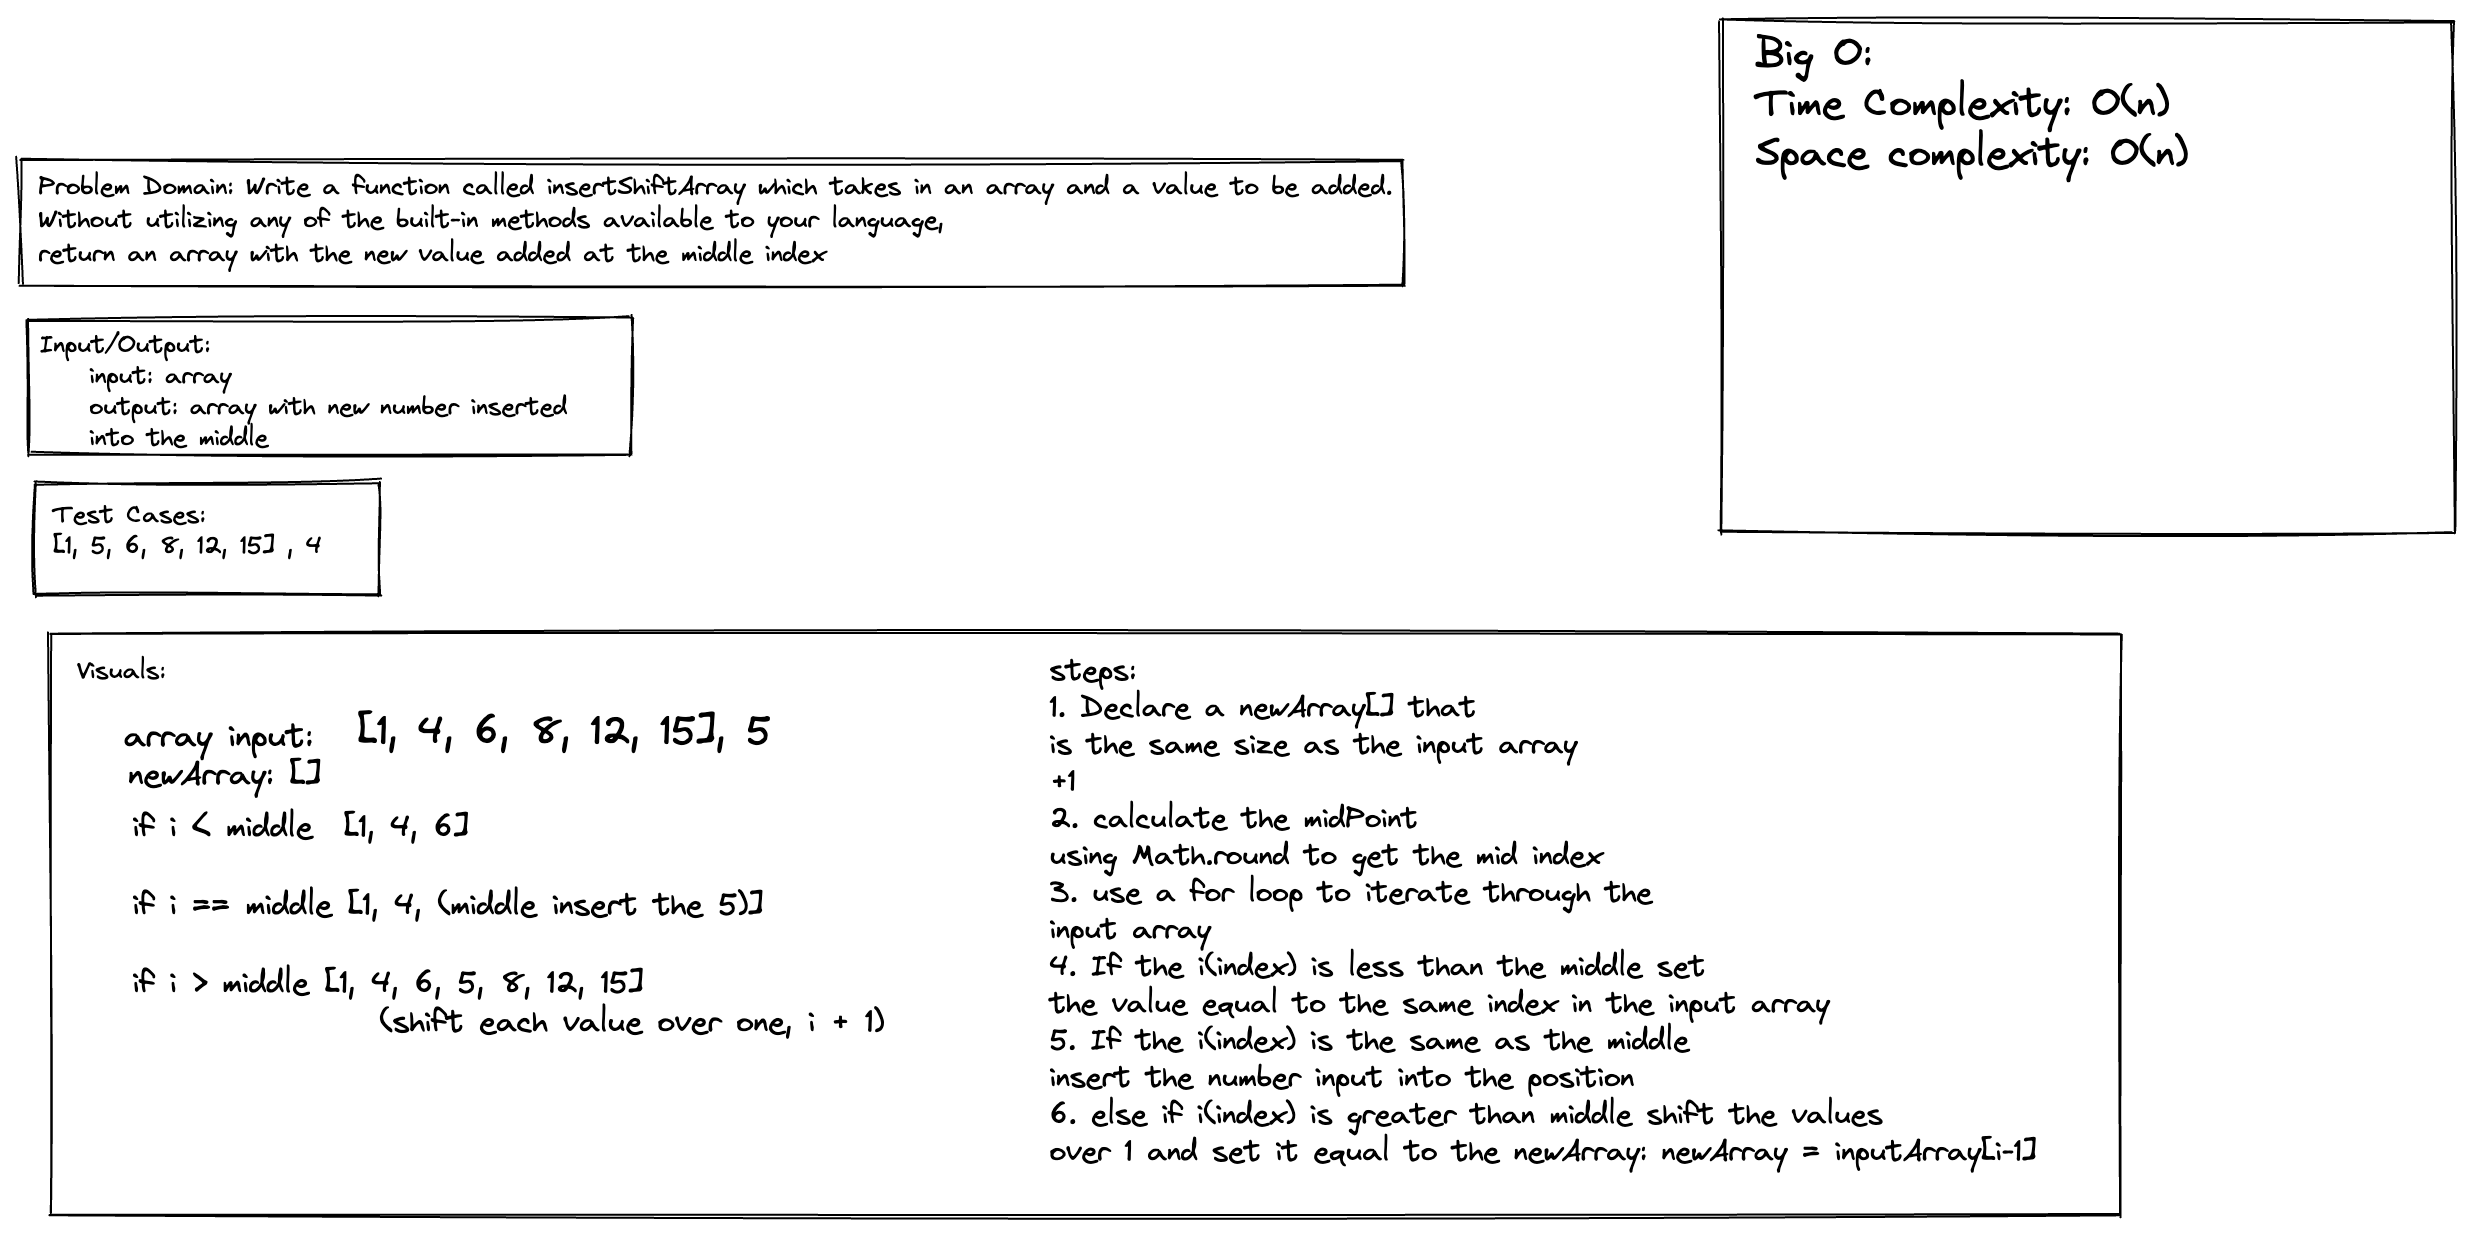 Big O:
Time Complexity: O(n)
Space complexity: O(n)
Problem Domain: Write a function called insertShiftArray which takes in an array and a value to be added.
Without utilizing any of the built-in methods available to your language,
return an array with the new value added at the middle index
Input/Output:
input: array
output: array with new number inserted
into the middle
Test Cases:
[1, 5, 6, 8, 12, 15] , 4
Visuals:
array input: [1, 4, 6, 8, 12, 15], 5
newArray: []
if i < middle [1, 4, 6]
if i == middle [1, 4, (middle insert the 5)]
if i > middle [1, 4, 6, 5, 8, 12, 15]
(shift each value over one, i + 1)
steps:
1. Declare a newArray[] that
is the same size as the input array
+1
2. calculate the midPoint
using Math.round to get the mid index
3. use a for loop to iterate through the
input array
4. If the i(index) is less than the middle set
the value equal to the same index in the input array
5. If the i(index) is the same as the middle
insert the number input into the position
6. else if i(index) is greater than middle shift the values
over 1 and set it equal to the newArray: newArray = inputArray[i-1]